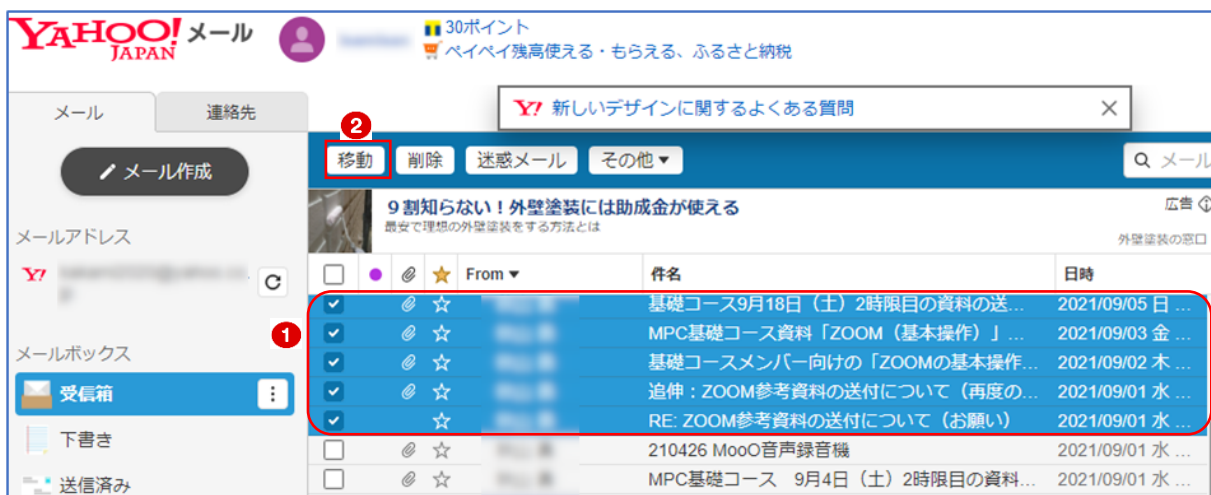 YAHOO! メール
JAPAN
30ポイント
ペイペイ残高使える・もらえる、ふるさと納税
メール 連絡先
Y! 新しいデザインに関するよくある質問 ×
2
メール作成
移動 削除 迷惑メール その他▼ メール
9割知らない!外壁塗装には助成金が使える 広告
最安で理想の外壁塗装をする方法とは
外壁塗装の窓口
メールアドレス
Y!
From▼ 件名 日時
1
基礎コース9月18日(土)2時限目の資料の送... 2021/09/05 日 ...
MPC基礎コース資料「ZOOM(基本操作)」... 2021/09/03 金 ...
基礎コースメンバー向けの「ZOOMの基本操作... 2021/09/02 木 ...
追伸:ZOOM参考資料の送付について(再度の... 2021/09/01 水 ...
RE: ZOOM参考資料の送付について(お願い) 2021/09/01 水 ...
210426 MooO音声録音機 2021/09/01 水 ...
MPC基礎コース 9月4日(土)2時限目の資料... 2021/09/01 水 ...
メールボックス
受信箱
下書き
送信済み